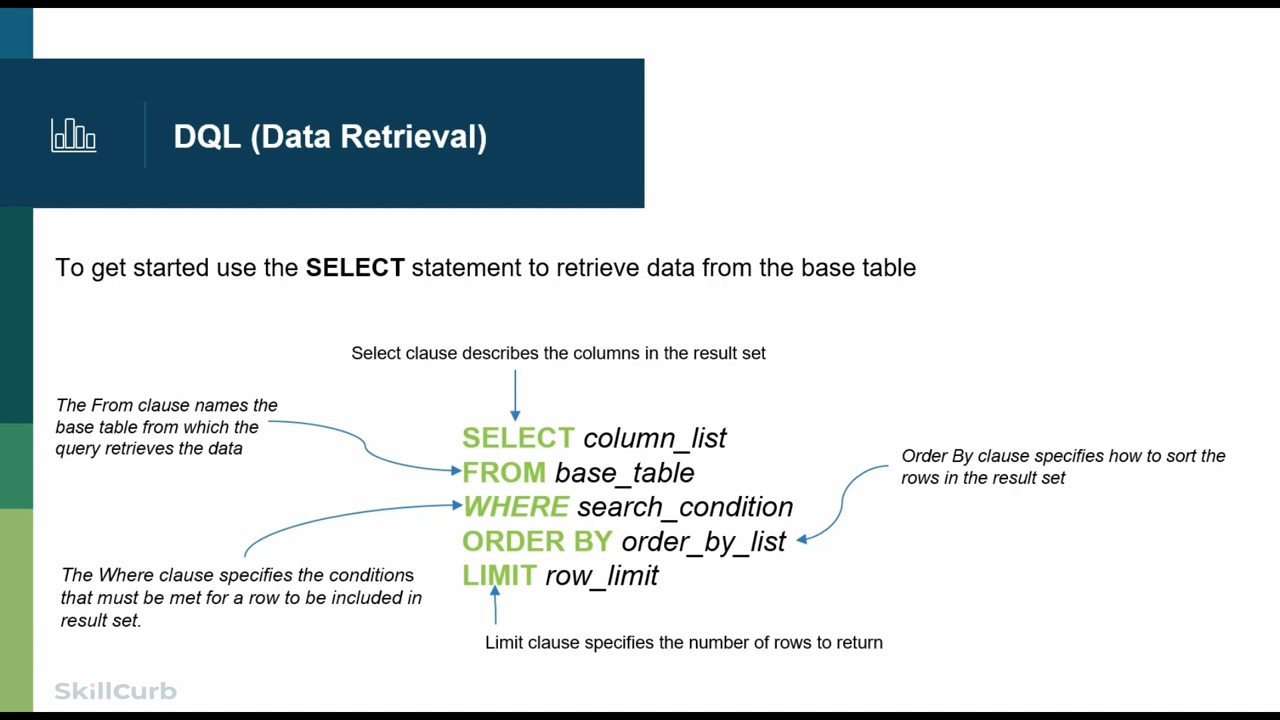 DQL (Data Retrieval)
To get started use the SELECT statement to retrieve data from the base table
Select clause describes the columns in the result set
The From clause names the
base table from which the
query retrieves the data
SELECT column_list
FROM base_table
WHERE search_condition
ORDER BY order_by_list
LIMIT row_limit
Order By clause specifies how to sort the
rows in the result set
The Where clause specifies the conditions
that must be met for a row to be included in
result set.
Limit clause specifies the number of rows to return
SkillCurb